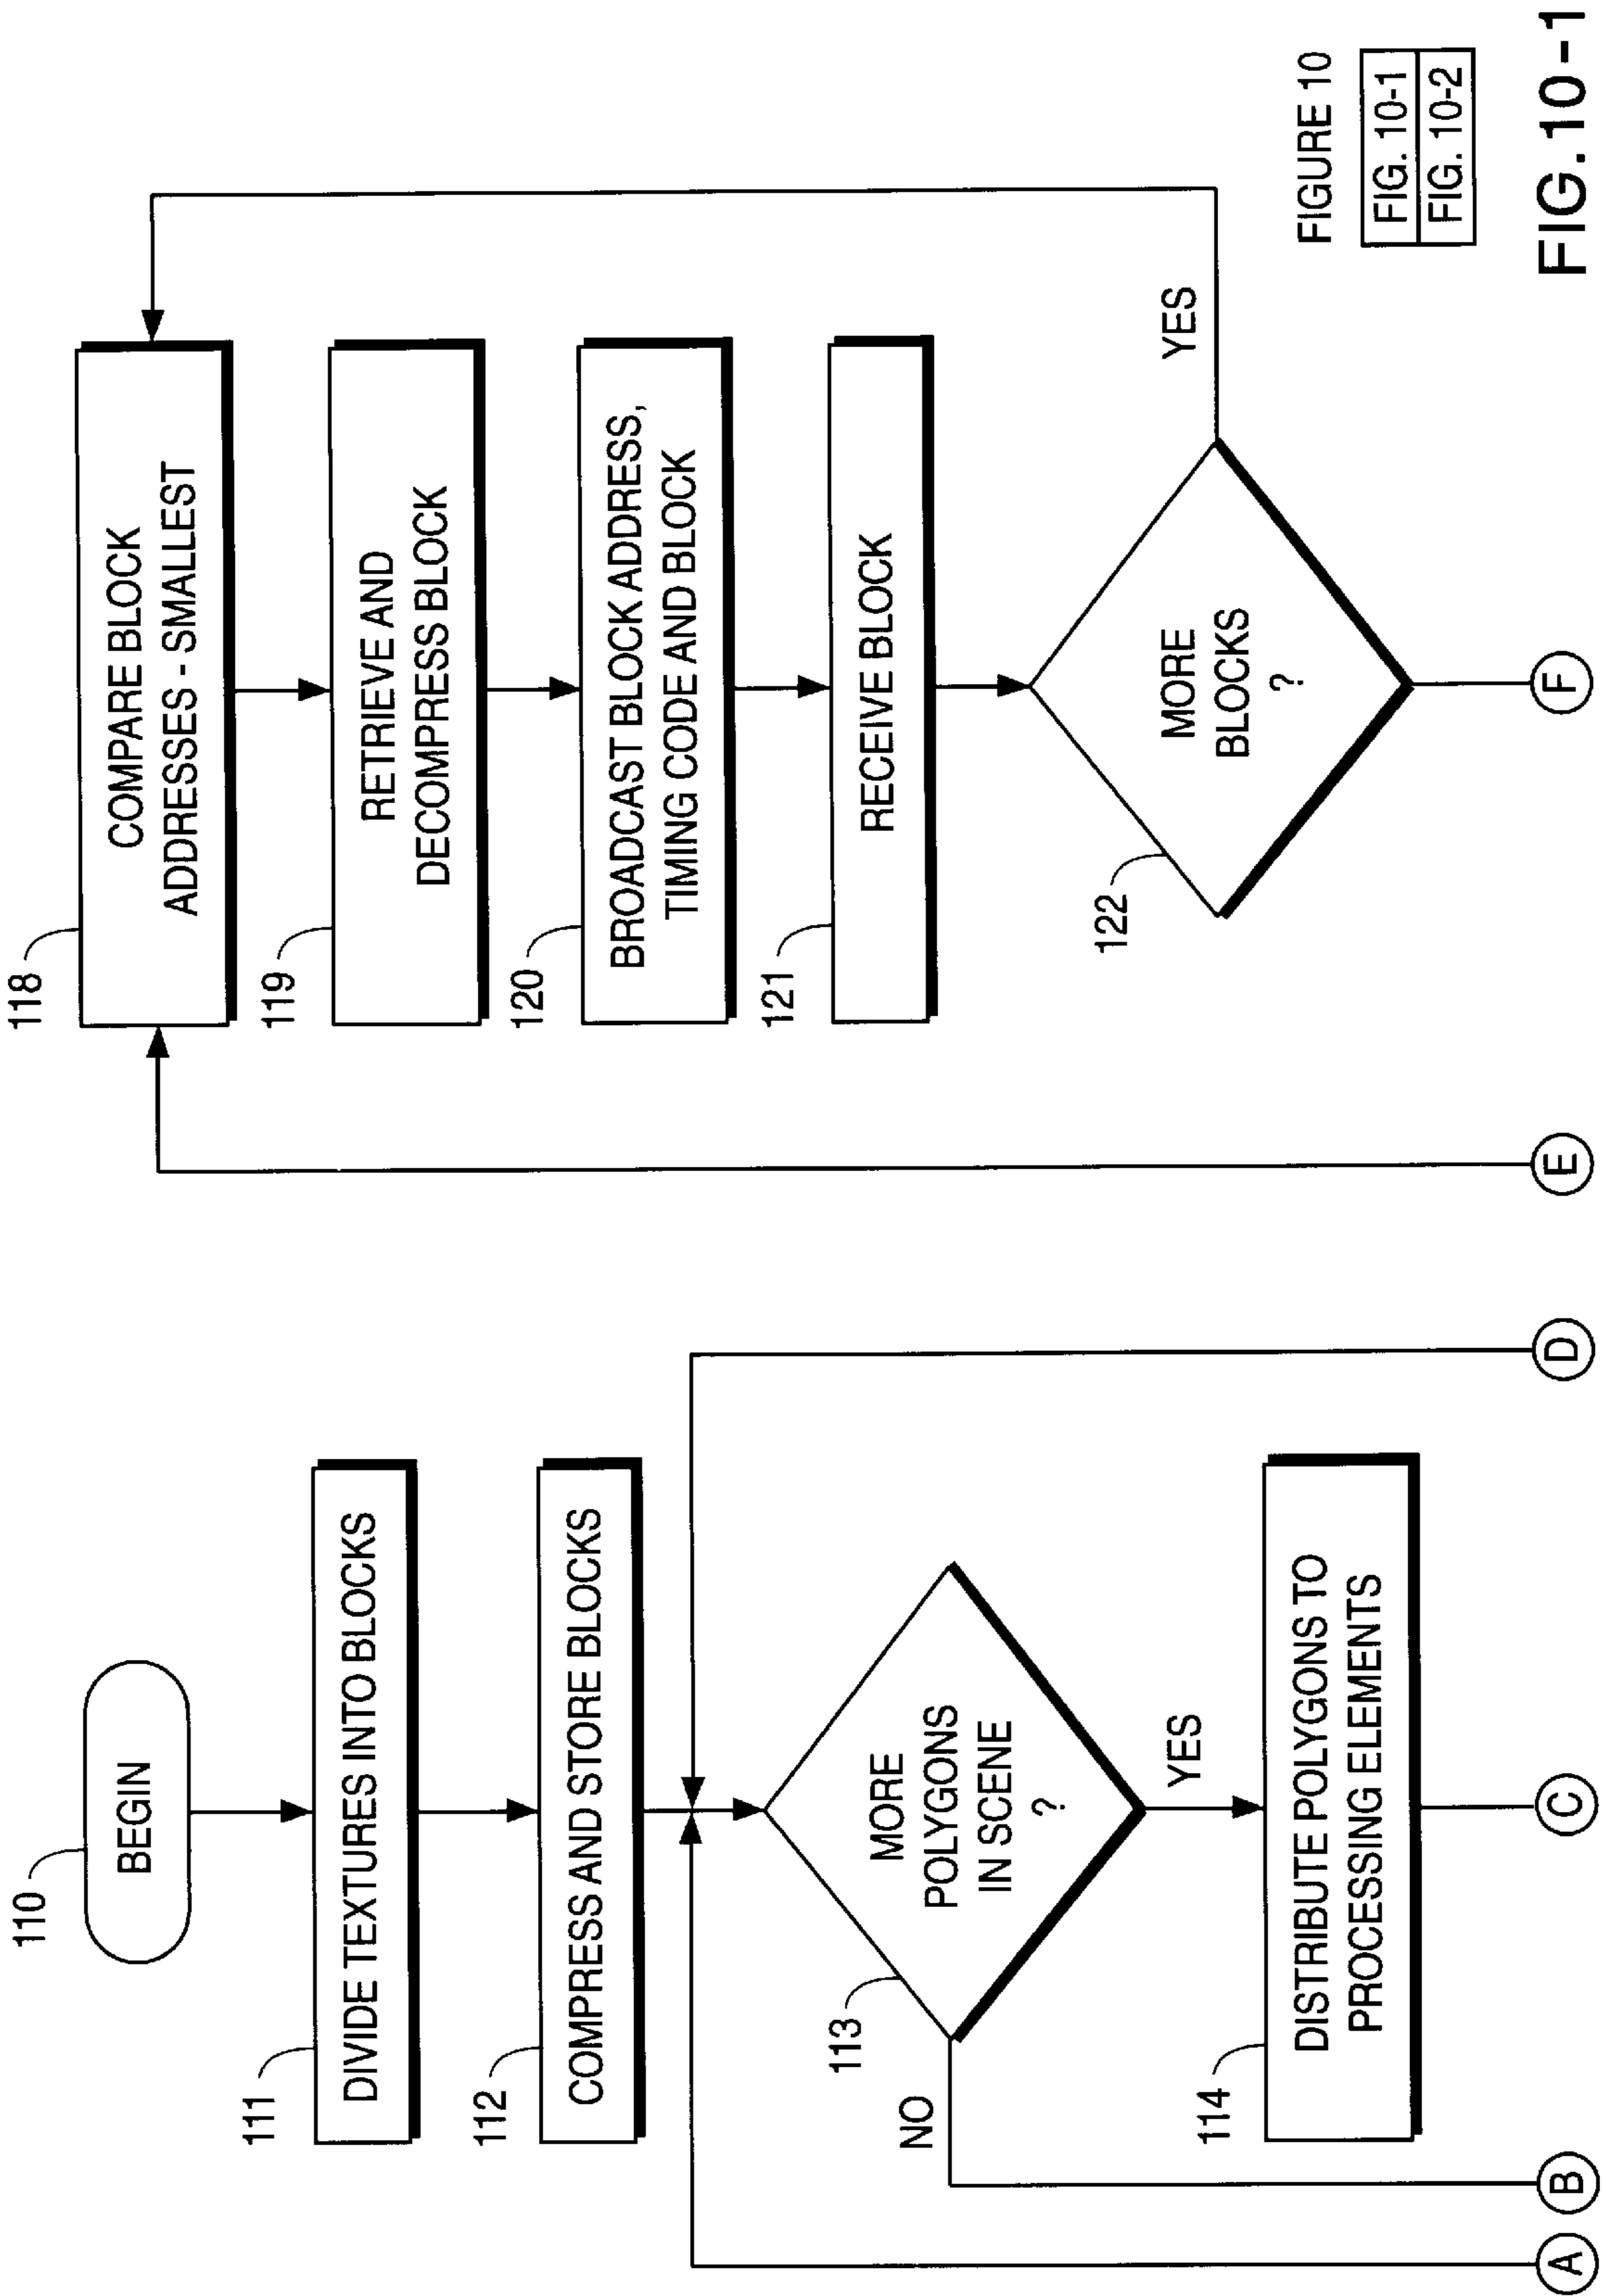 110
BEGIN
111
DIVIDE TEXTURES INTO BLOCKS
112
COMPRESS AND STORE BLOCKS
113
MORE
POLYGONS
IN SCENE
?
NO
YES
114
DISTRIBUTE POLYGONS TO
PROCESSING ELEMENTS
A
B
C
D
118
COMPARE BLOCK
ADDRESSES - SMALLEST
119
RETRIEVE AND
DECOMPRESS BLOCK
120
BROADCAST BLOCK ADDRESS,
TIMING CODE AND BLOCK
121
RECEIVE BLOCK
122
MORE
BLOCKS
?
YES
E
F
FIGURE 10
FIG. 10-1
FIG. 10-2
FIG.10-1